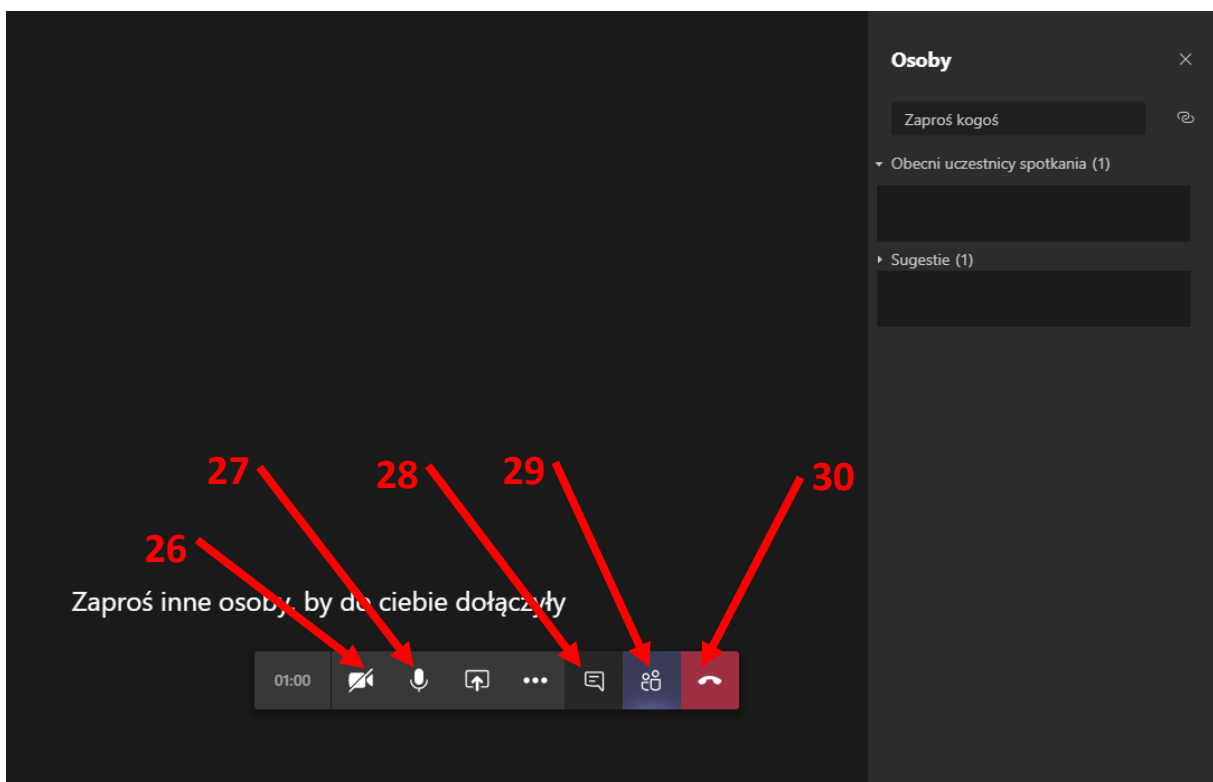 Osoby
Zaproś kogoś
Obecni uczestnicy spotkania (1)
Sugestie (1)
27
28
29
30
26
Zaproś inne osoby, by do ciebie dołączyły
01:00